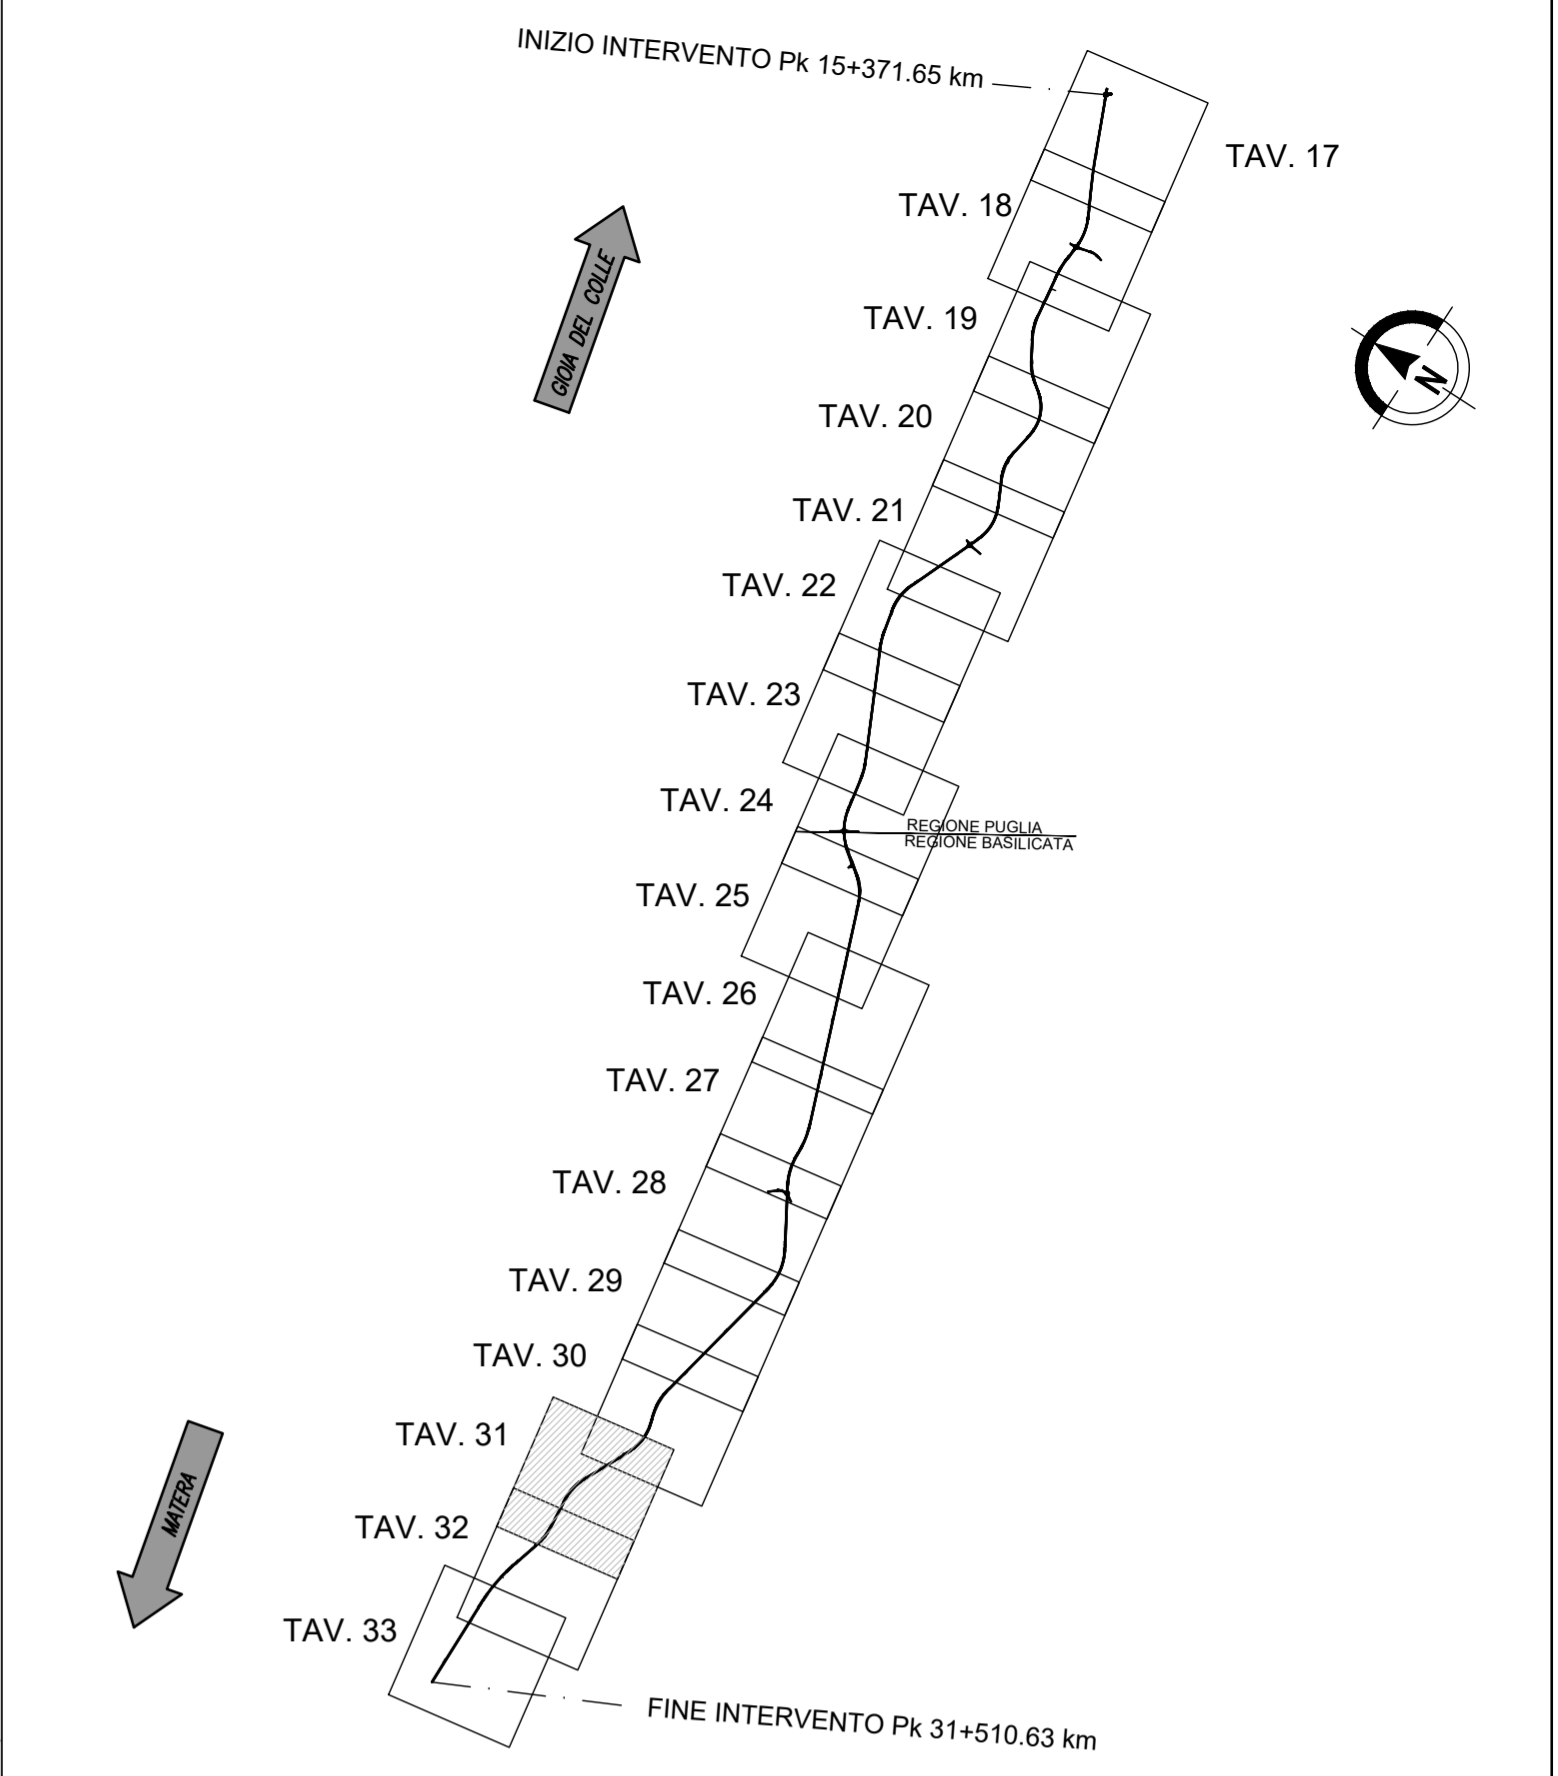 INIZIO INTERVENTO Pk 15+371.65 km
TAV. 17
TAV. 18
GIOIA DEL COLLE
TAV. 19
N
TAV. 20
TAV. 21
TAV. 22
TAV. 23
TAV. 24
REGIONE PUGLIA
REGIONE BASILICATA
TAV. 25
TAV. 26
TAV. 27
TAV. 28
TAV. 29
TAV. 30
TAV. 31
MATERA
TAV. 32
TAV. 33
FINE INTERVENTO Pk 31+510.63 km